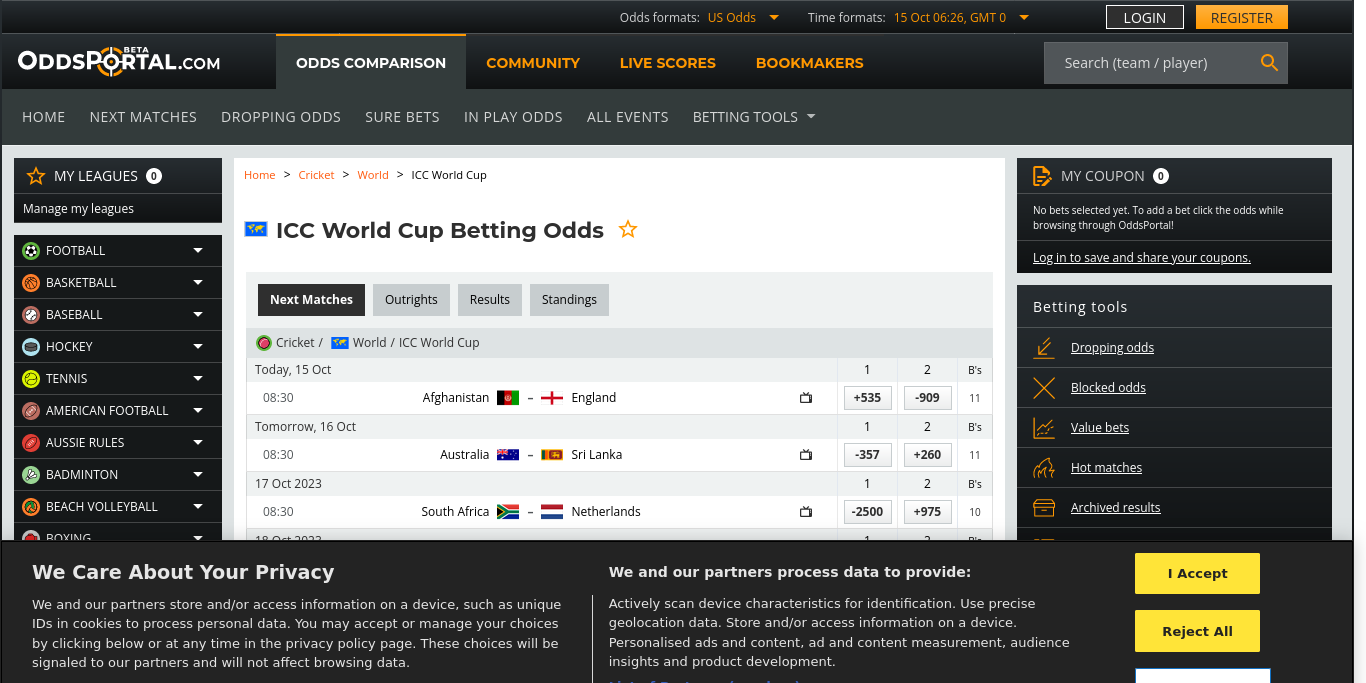 Odds formats: US Odds
Time formats: 15 Oct 06:26, GMT 0
LOGIN
REGISTER
ODDSPORTAL.COM
BETA
ODDS COMPARISON
COMMUNITY
LIVE SCORES
BOOKMAKERS
Search (team / player)
HOME
NEXT MATCHES
DROPPING ODDS
SURE BETS
IN PLAY ODDS
ALL EVENTS
BETTING TOOLS
MY LEAGUES 0
Manage my leagues
FOOTBALL
BASKETBALL
BASEBALL
HOCKEY
TENNIS
AMERICAN FOOTBALL
AUSSIE RULES
BADMINTON
BEACH VOLLEYBALL
BOXING
Home > Cricket > World > ICC World Cup
ICC World Cup Betting Odds
Next Matches
Outrights
Results
Standings
Cricket / World / ICC World Cup
Today, 15 Oct 1 2 B's
08:30 Afghanistan – England +535 -909 11
Tomorrow, 16 Oct 1 2 B's
08:30 Australia – Sri Lanka -357 +260 11
17 Oct 2023 1 2 B's
08:30 South Africa – Netherlands -2500 +975 10
18 Oct 2023 1 2 B's
MY COUPON 0
No bets selected yet. To add a bet click the odds while
browsing through OddsPortal!
Log in to save and share your coupons.
Betting tools
Dropping odds
Blocked odds
Value bets
Hot matches
Archived results
We Care About Your Privacy
We and our partners store and/or access information on a device, such as unique
IDs in cookies to process personal data. You may accept or manage your choices
by clicking below or at any time in the privacy policy page. These choices will be
signaled to our partners and will not affect browsing data.
We and our partners process data to provide:
Actively scan device characteristics for identification. Use precise
geolocation data. Store and/or access information on a device.
Personalised ads and content, ad and content measurement, audience
insights and product development.
I Accept
Reject All